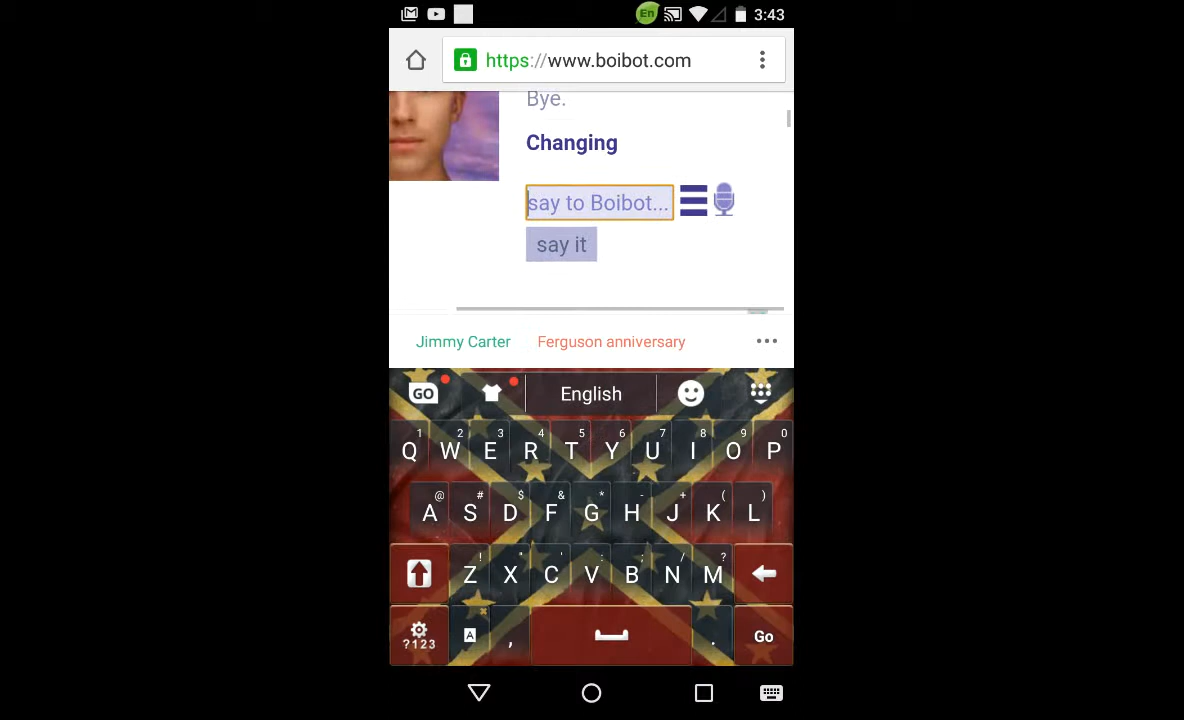 En 3:43
https://www.boibot.com
Bye.
Changing
say to Boibot...
say it
Jimmy Carter Ferguson anniversary
GO English
1 2 3 4 5 6 7 8 9 0
Q W E R T Y U I O P
@ # $ & * - + ( )
A S D F G H J K L
! " ' : ; / ?
Z X C V B N M
?123 A , . Go